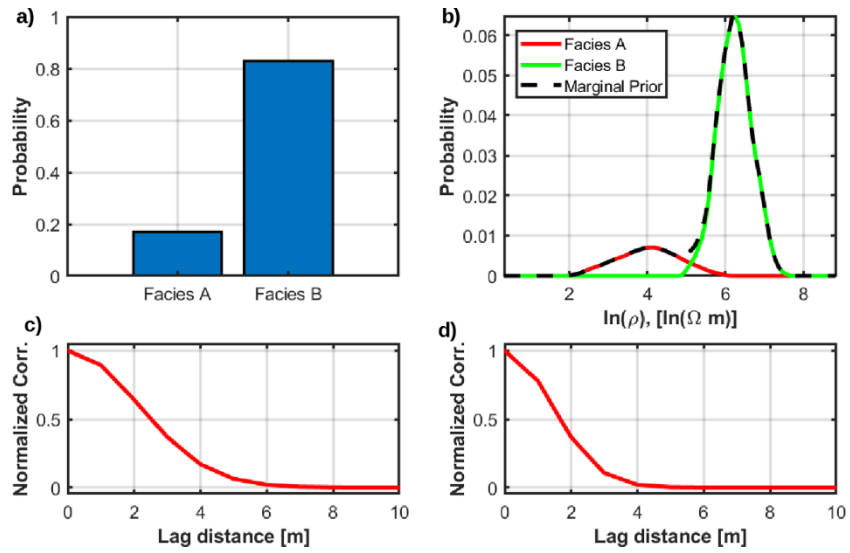 a)
1
0.8
0.6
0.4
0.2
0
Probability
Facies A Facies B
b)
0.06
0.05
0.04
0.03
0.02
0.01
0
Probability
Facies A
Facies B
Marginal Prior
2 4 6 8
ln(ρ), [ln(Ω m)]
c)
1
0.5
0
Normalized Corr.
0 2 4 6 8 10
Lag distance [m]
d)
1
0.5
0
Normalized Corr.
0 2 4 6 8 10
Lag distance [m]